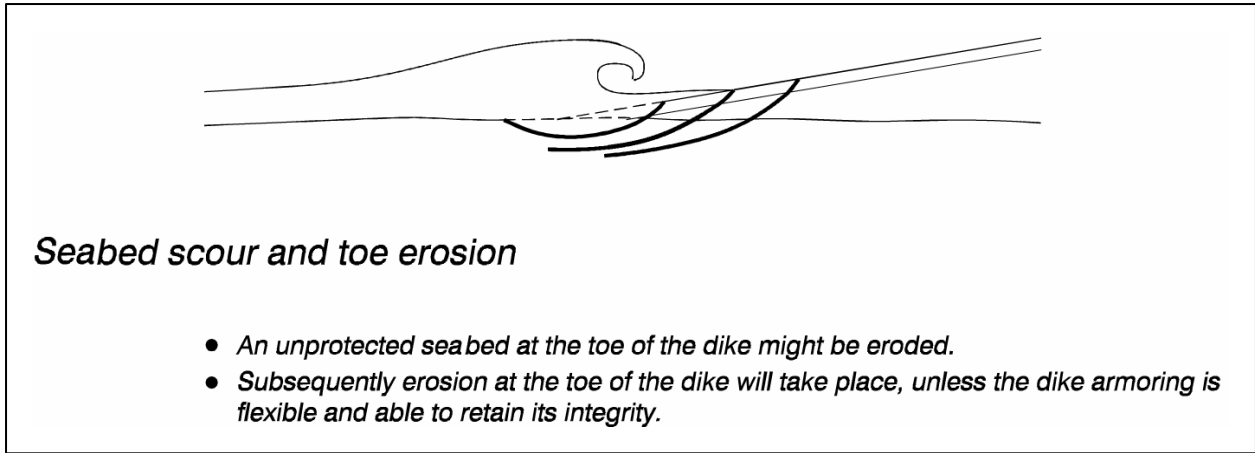 Seabed scour and toe erosion
● An unprotected seabed at the toe of the dike might be eroded.
● Subsequently erosion at the toe of the dike will take place, unless the dike armoring is
flexible and able to retain its integrity.